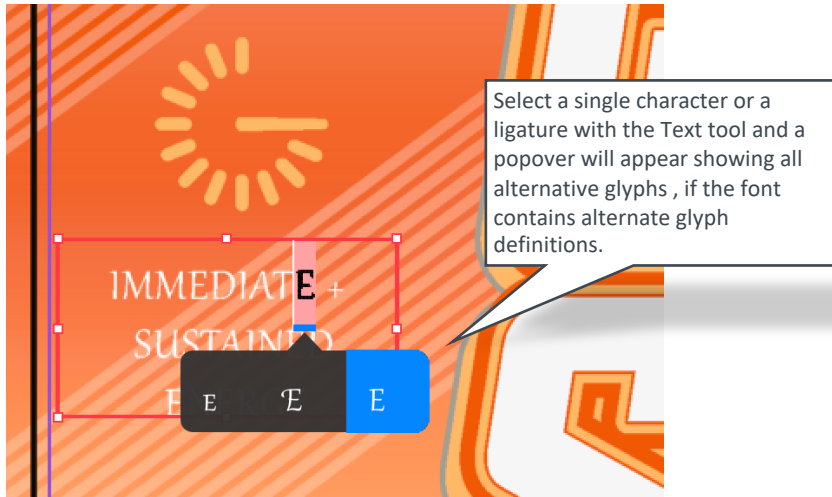 Select a single character or a
ligature with the Text tool and a
popover will appear showing all
alternative glyphs , if the font
contains alternate glyph
definitions.
IMMEDIATE +
SUSTAINED
E E E